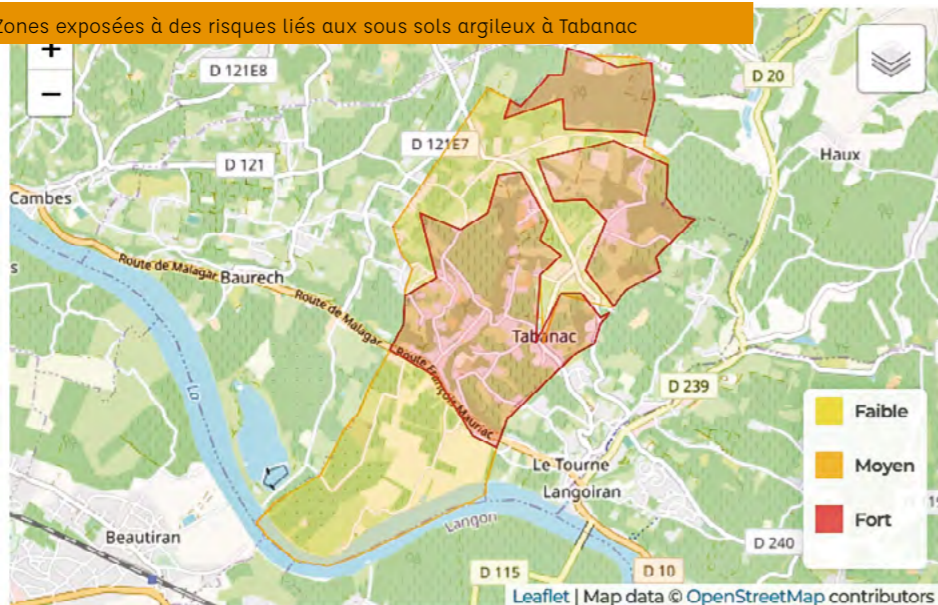 Zones exposées à des risques liés aux sous sols argileux à Tabanac
+
−
D 121E8
D 20
D 121E7
D 121
Haux
Cambes
s
Route de Malagar
Baurech
Route de Malagar
La
Route François Mauriac
Tabanac
D 239
Faible
Moyen
Fort
Le Tourne
Langoiran
Langon
Beautiran
D 240
D 115
D 10
Leaflet | Map data © OpenStreetMap contributors